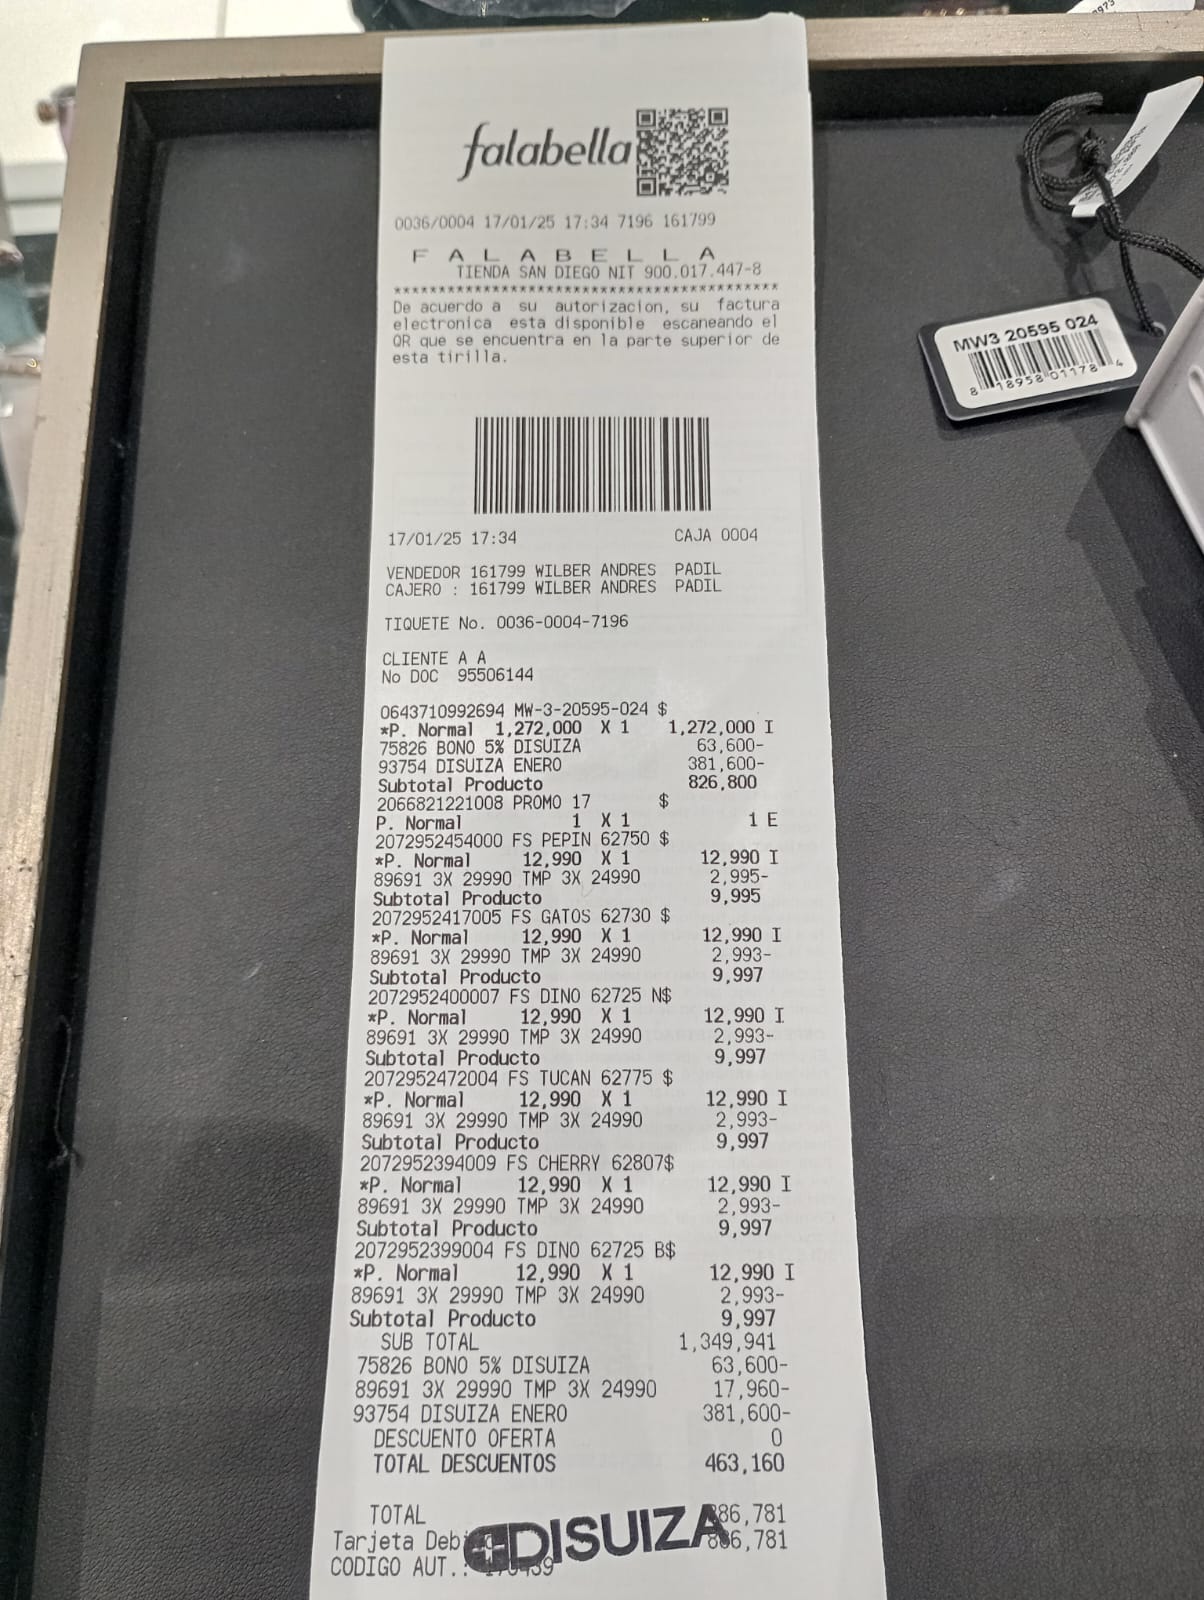 falabella
0036/0004 17/01/25 17:34 7196 161799
F A L A B E L L A
TIENDA SAN DIEGO NIT 900.017.447-8
******************************************
De acuerdo a su autorizacion, su factura
electronica esta disponible escaneando el
QR que se encuentra en la parte superior de
esta tirilla.
17/01/25 17:34 CAJA 0004
VENDEDOR 161799 WILBER ANDRES PADIL
CAJERO : 161799 WILBER ANDRES PADIL
TIQUETE No. 0036-0004-7196
CLIENTE A A
No DOC 95506144
0643710992694 MW-3-20595-024 $
*P. Normal 1,272,000 X 1 1,272,000 I
75826 BONO 5% DISUIZA 63,600-
93754 DISUIZA ENERO 381,600-
Subtotal Producto 826,800
2066821221008 PROMO 17 $
P. Normal 1 X 1 1 E
2072952454000 FS PEPIN 62750 $
*P. Normal 12,990 X 1 12,990 I
89691 3X 29990 TMP 3X 24990 2,995-
Subtotal Producto 9,995
2072952417005 FS GATOS 62730 $
*P. Normal 12,990 X 1 12,990 I
89691 3X 29990 TMP 3X 24990 2,993-
Subtotal Producto 9,997
2072952400007 FS DINO 62725 N$
*P. Normal 12,990 X 1 12,990 I
89691 3X 29990 TMP 3X 24990 2,993-
Subtotal Producto 9,997
2072952472004 FS TUCAN 62775 $
*P. Normal 12,990 X 1 12,990 I
89691 3X 29990 TMP 3X 24990 2,993-
Subtotal Producto 9,997
2072952394009 FS CHERRY 62807$
*P. Normal 12,990 X 1 12,990 I
89691 3X 29990 TMP 3X 24990 2,993-
Subtotal Producto 9,997
2072952399004 FS DINO 62725 B$
*P. Normal 12,990 X 1 12,990 I
89691 3X 29990 TMP 3X 24990 2,993-
Subtotal Producto 9,997
SUB TOTAL 1,349,941
75826 BONO 5% DISUIZA 63,600-
89691 3X 29990 TMP 3X 24990 17,960-
93754 DISUIZA ENERO 381,600-
DESCUENTO OFERTA 0
TOTAL DESCUENTOS 463,160
TOTAL 886,781
Tarjeta Debito 886,781
CODIGO AUT.:
DISUIZA
MW3 20595 024
8 18958 01178 4